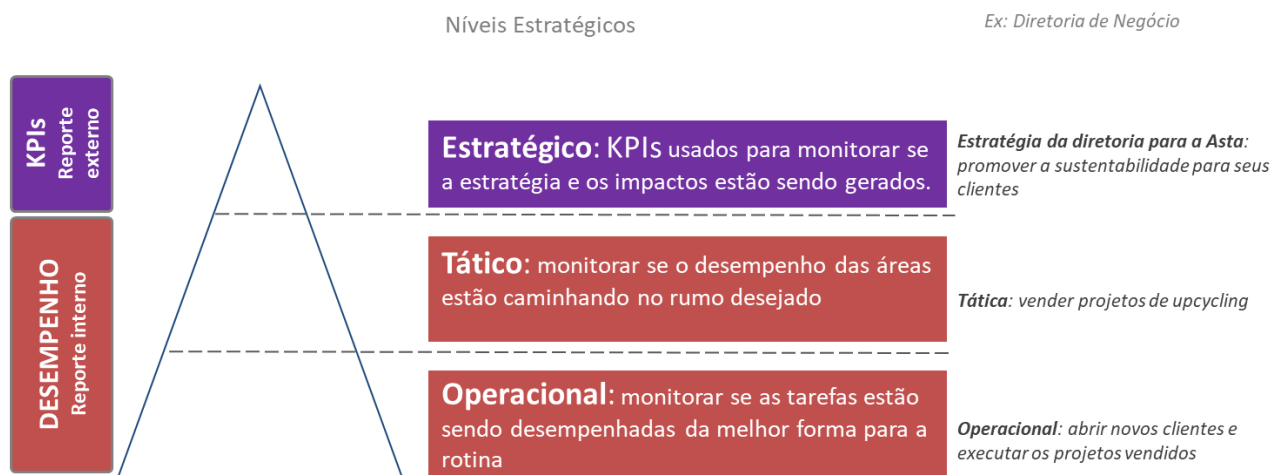 Níveis Estratégicos
Ex: Diretoria de Negócio
KPIs
Reporte
externo
Estratégico: KPIs usados para monitorar se
a estratégia e os impactos estão sendo gerados.
Estratégia da diretoria para a Asta:
promover a sustentabilidade para seus
clientes
DESEMPENHO
Reporte interno
Tático: monitorar se o desempenho das áreas
estão caminhando no rumo desejado
Tática: vender projetos de upcycling
Operacional: monitorar se as tarefas estão
sendo desempenhadas da melhor forma para a
rotina
Operacional: abrir novos clientes e
executar os projetos vendidos